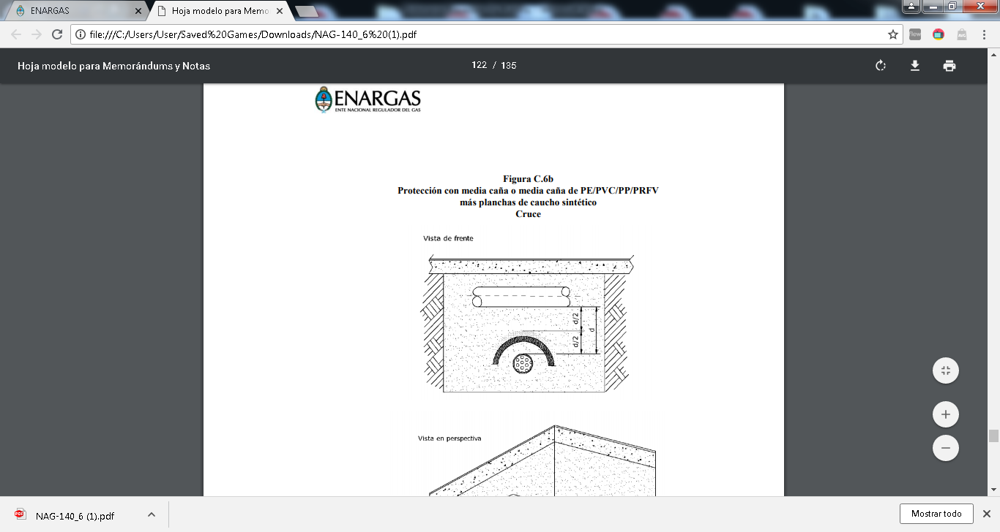 ENARGAS
Hoja modelo para Memo
file:///C:/Users/User/Saved%20Games/Downloads/NAG-140_6%20(1).pdf
flow
AVG
Hoja modelo para Memorándums y Notas
122 / 135
ENARGAS
ENTE NACIONAL REGULADOR DEL GAS
Figura C.6b
Protección con media caña o media caña de PE/PVC/PP/PRFV
más planchas de caucho sintético
Cruce
Vista de frente
d/2
d/2
d
Vista en perspectiva
PDF
NAG-140_6 (1).pdf
Mostrar todo